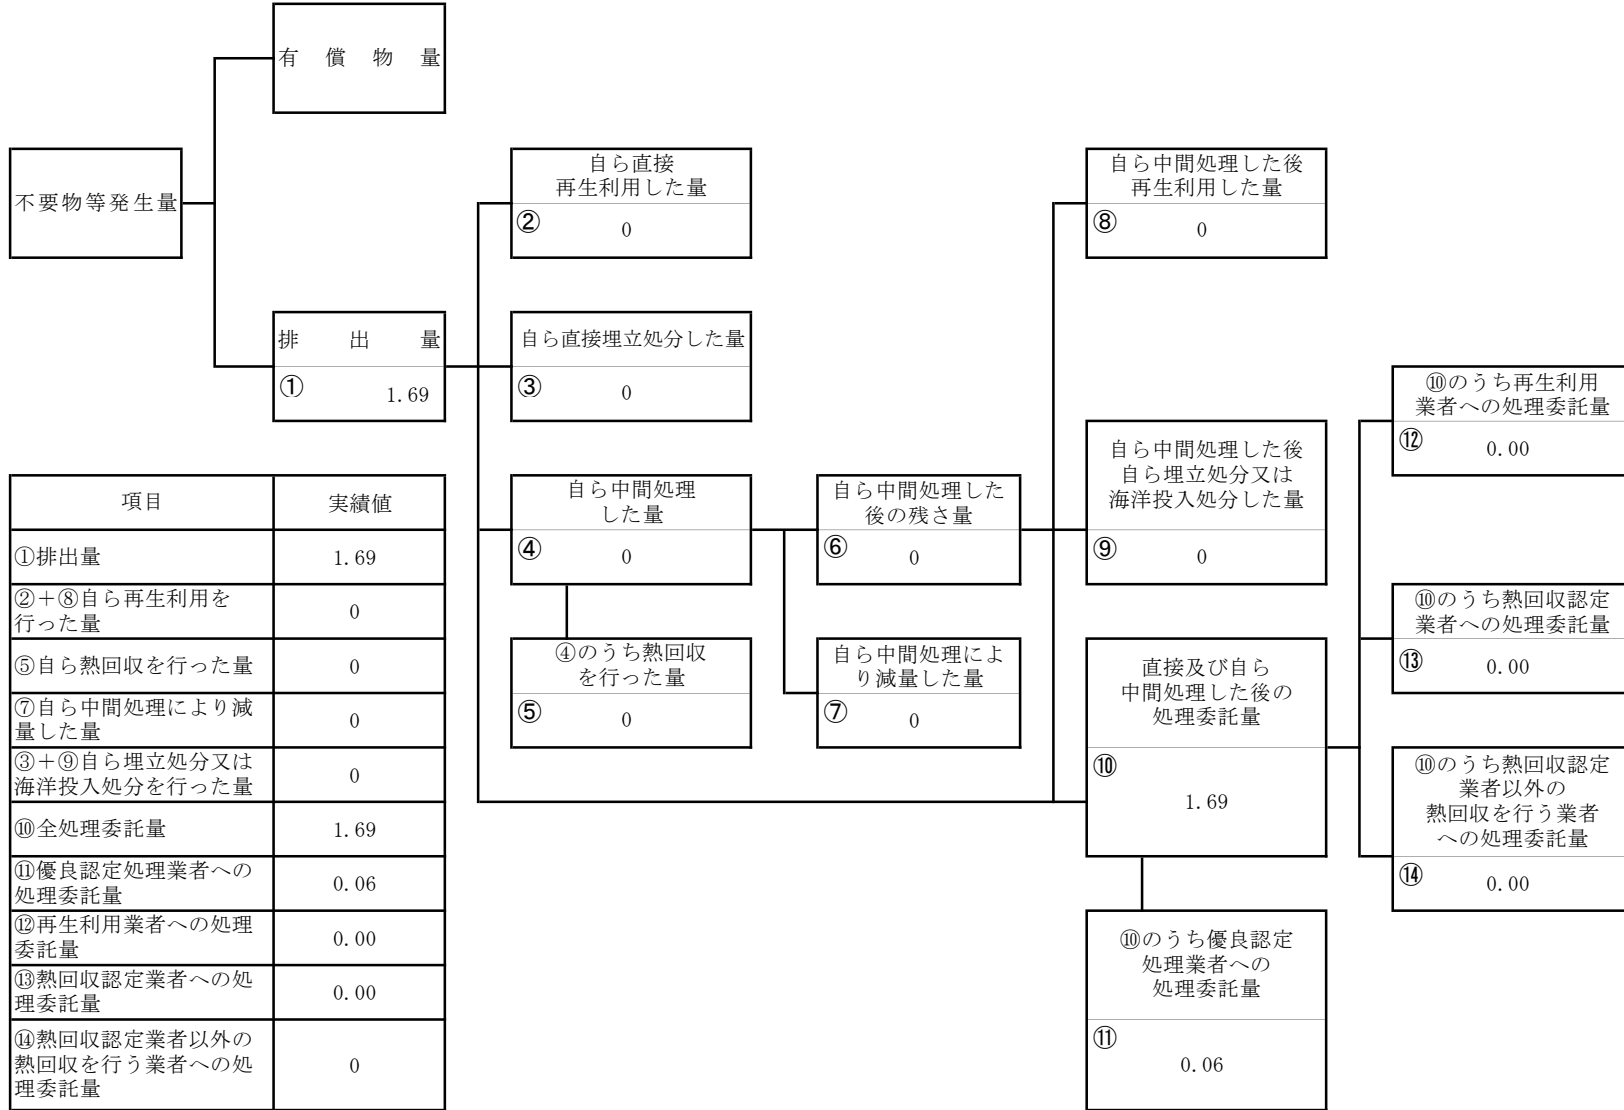 有償物量
不要物等発生量
排出量
① 1.69
自ら直接
再生利用した量
② 0
自ら直接埋立処分した量
③ 0
自ら中間処理
した量
④ 0
④のうち熱回収
を行った量
⑤ 0
自ら中間処理した
後の残さ量
⑥ 0
自ら中間処理によ
り減量した量
⑦ 0
自ら中間処理した後
再生利用した量
⑧ 0
自ら中間処理した後
自ら埋立処分又は
海洋投入処分した量
⑨ 0
直接及び自ら
中間処理した後の
処理委託量
⑩
1.69
⑩のうち優良認定
処理業者への
処理委託量
⑪
0.06
⑩のうち再生利用
業者への処理委託量
⑫ 0.00
⑩のうち熱回収認定
業者への処理委託量
⑬ 0.00
⑩のうち熱回収認定
業者以外の
熱回収を行う業者
への処理委託量
⑭ 0.00
項目 実績値
①排出量 1.69
②+⑧自ら再生利用を
行った量 0
⑤自ら熱回収を行った量 0
⑦自ら中間処理により減
量した量 0
③+⑨自ら埋立処分又は
海洋投入処分を行った量 0
⑩全処理委託量 1.69
⑪優良認定処理業者への
処理委託量 0.06
⑫再生利用業者への処理
委託量 0.00
⑬熱回収認定業者への処
理委託量 0.00
⑭熱回収認定業者以外の
熱回収を行う業者への処
理委託量 0